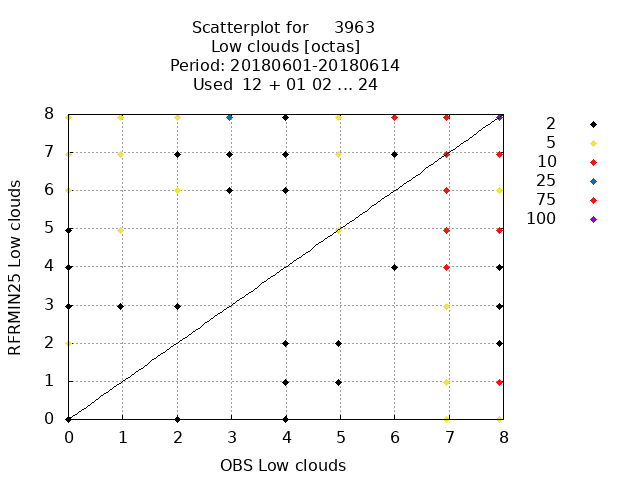 Scatterplot for 3963
Low clouds [octas]
Period: 20180601-20180614
Used 12 + 01 02 ... 24
RFRMIN25 Low clouds
8
7
6
5
4
3
2
1
0
0 1 2 3 4 5 6 7 8
OBS Low clouds
2
5
10
25
75
100